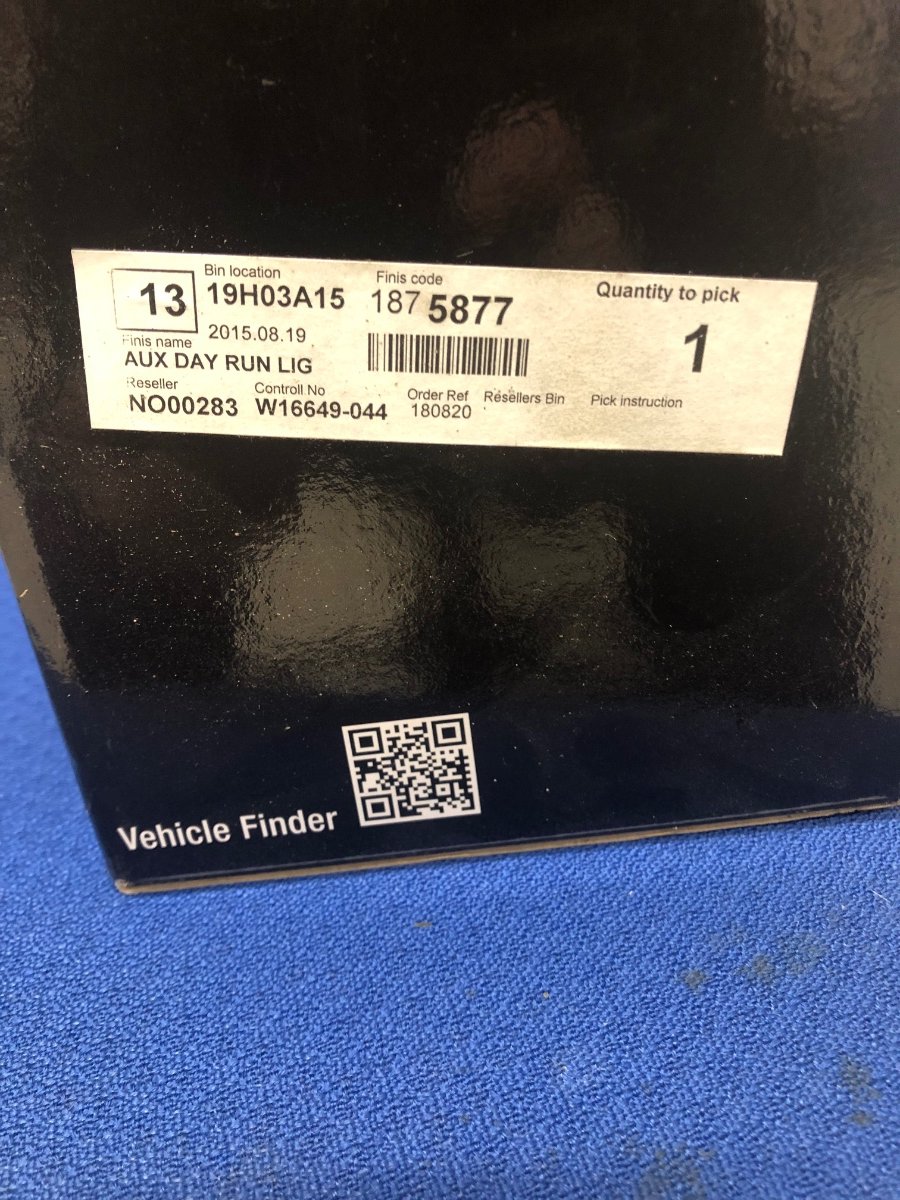 13
Bin location
19H03A15
2015.08.19
Finis code
187 5877
Quantity to pick
1
Finis name
AUX DAY RUN LIG
Reseller
NO00283
Controll No
W16649-044
Order Ref
180820
Resellers Bin
Pick instruction
Vehicle Finder